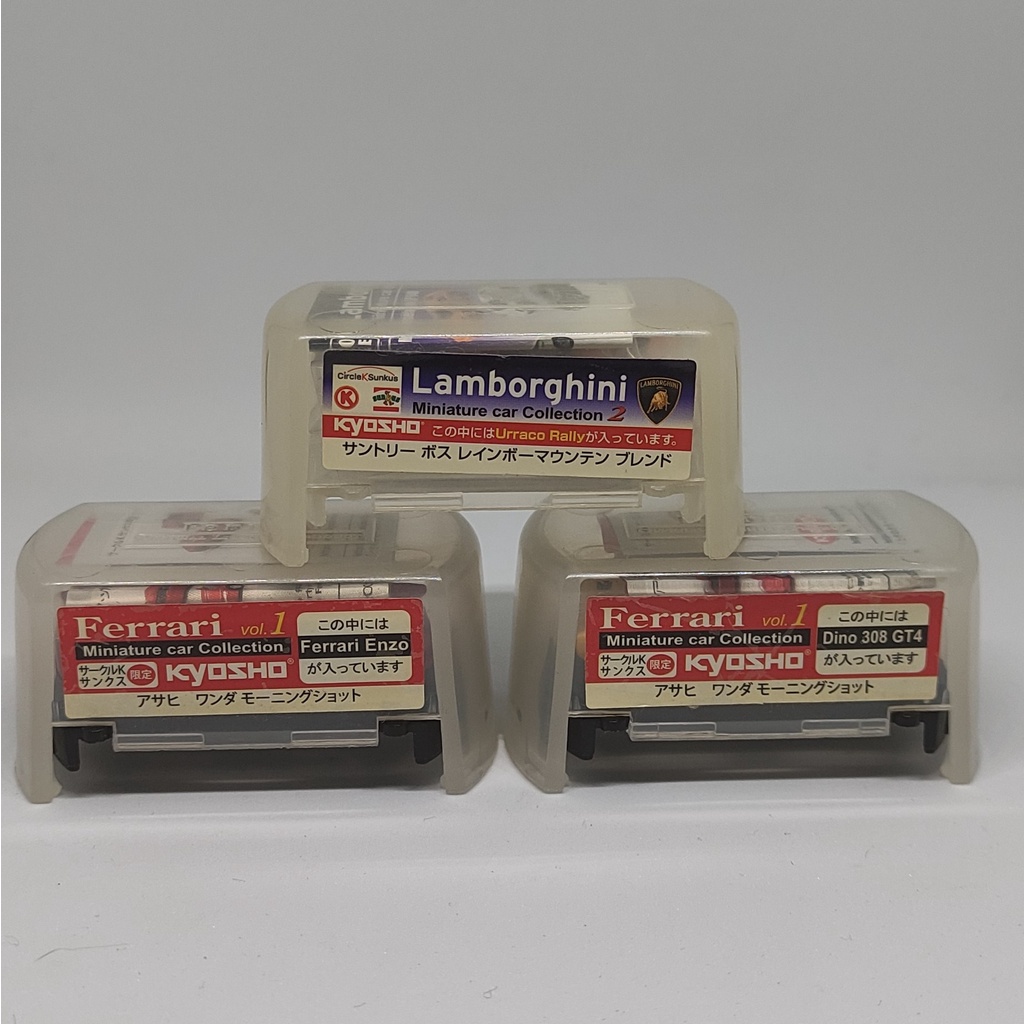 CircleKSunkus
Lamborghini
Miniature car Collection 2
LAMBORGHINI
KYOSHO この中にはUrraco Rallyが入っています。
サントリー ボス レインボーマウンテン ブレンド
Ferrari vol.1
Miniature car Collection
サークルK
サンクス
限定
KYOSHO
この中には
Ferrari Enzo
が入っています
アサヒ ワンダ モーニングショット
Ferrari vol.1
Miniature car Collection
サークルK
サンクス
限定
KYOSHO
この中には
Dino 308 GT4
が入っています
アサヒ ワンダ モーニングショット